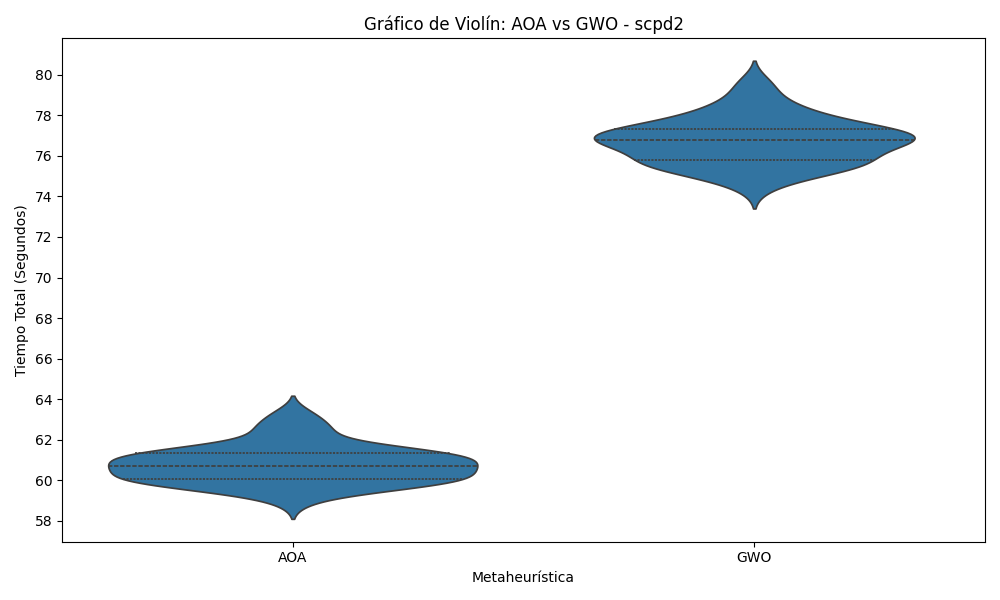 Gráfico de Violín: AOA vs GWO - scpd2
Tiempo Total (Segundos)
80
78
76
74
72
70
68
66
64
62
60
58
AOA
GWO
Metaheurística